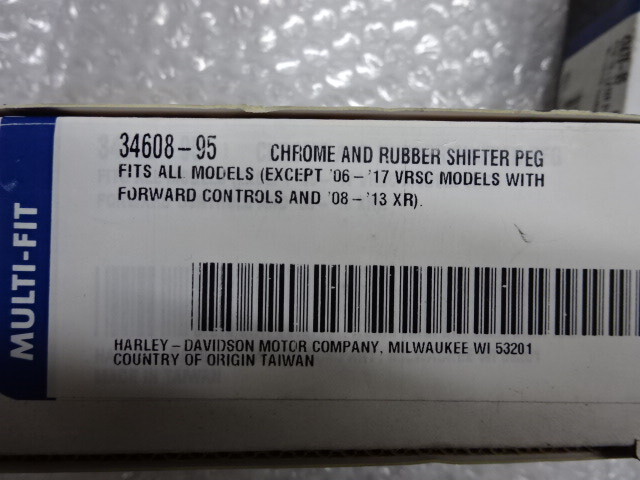 34608-95 CHROME AND RUBBER SHIFTER PEG
FITS ALL MODELS (EXCEPT '06-'17 VRSC MODELS WITH
FORWARD CONTROLS AND '08-'13 XR).
MULTI-FIT
HARLEY-DAVIDSON MOTOR COMPANY, MILWAUKEE WI 53201
COUNTRY OF ORIGIN TAIWAN